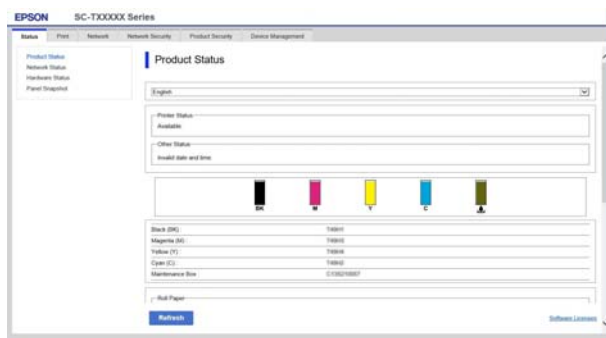 EPSON SC-TXXXXX Series
Status Print Network Network Security Product Security Device Management
Product Status
Network Status
Hardware Status
Panel Snapshot
Product Status
English
Printer Status
Available
Other Status
Invalid date and time
BK M Y C
Black (BK) :
Magenta (M) :
Yellow (Y) :
Cyan (C) :
Maintenance Box :
Roll Paper
Refresh
Software Licenses